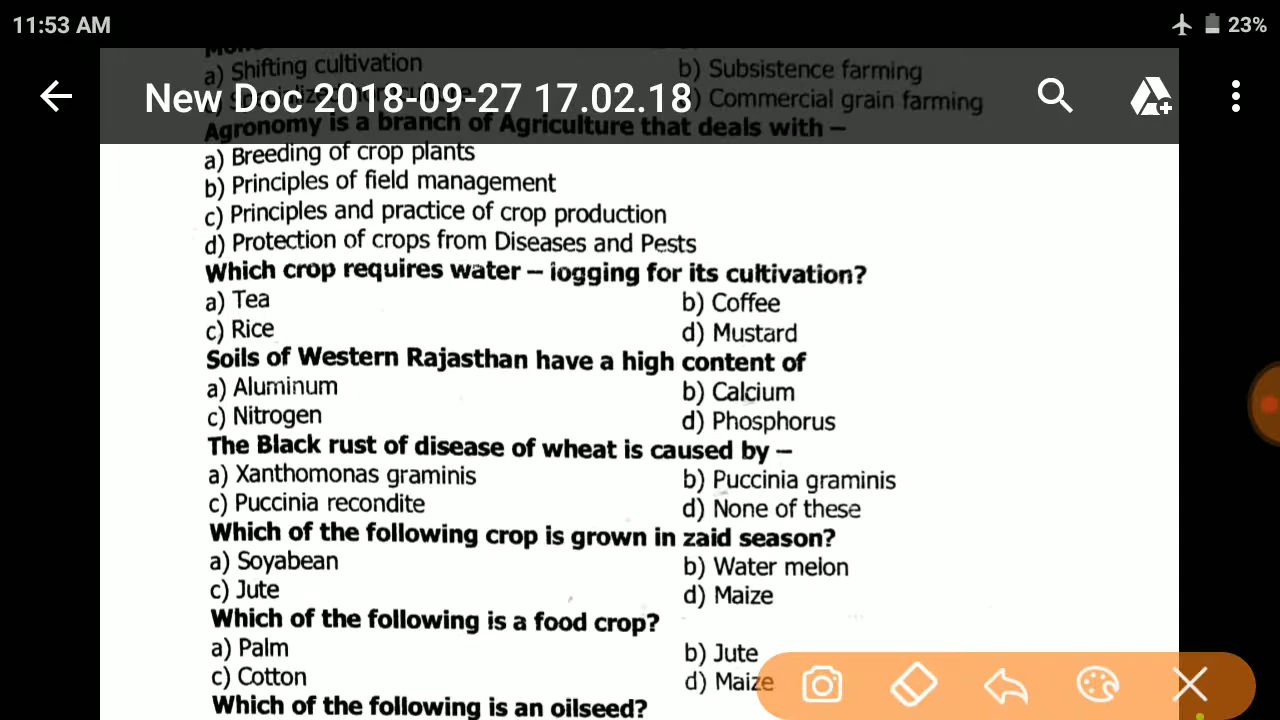 11:53 AM
23%
a) Shifting cultivation
b) Subsistence farming
New Doc 2018-09-27 17.02.18
) Commercial grain farming
Agronomy is a branch of Agriculture that deals with –
a) Breeding of crop plants
b) Principles of field management
c) Principles and practice of crop production
d) Protection of crops from Diseases and Pests
Which crop requires water – logging for its cultivation?
a) Tea
b) Coffee
c) Rice
d) Mustard
Soils of Western Rajasthan have a high content of
a) Aluminum
b) Calcium
c) Nitrogen
d) Phosphorus
The Black rust of disease of wheat is caused by –
a) Xanthomonas graminis
b) Puccinia graminis
c) Puccinia recondite
d) None of these
Which of the following crop is grown in zaid season?
a) Soyabean
b) Water melon
c) Jute
d) Maize
Which of the following is a food crop?
a) Palm
b) Jute
c) Cotton
d) Maize
Which of the following is an oilseed?